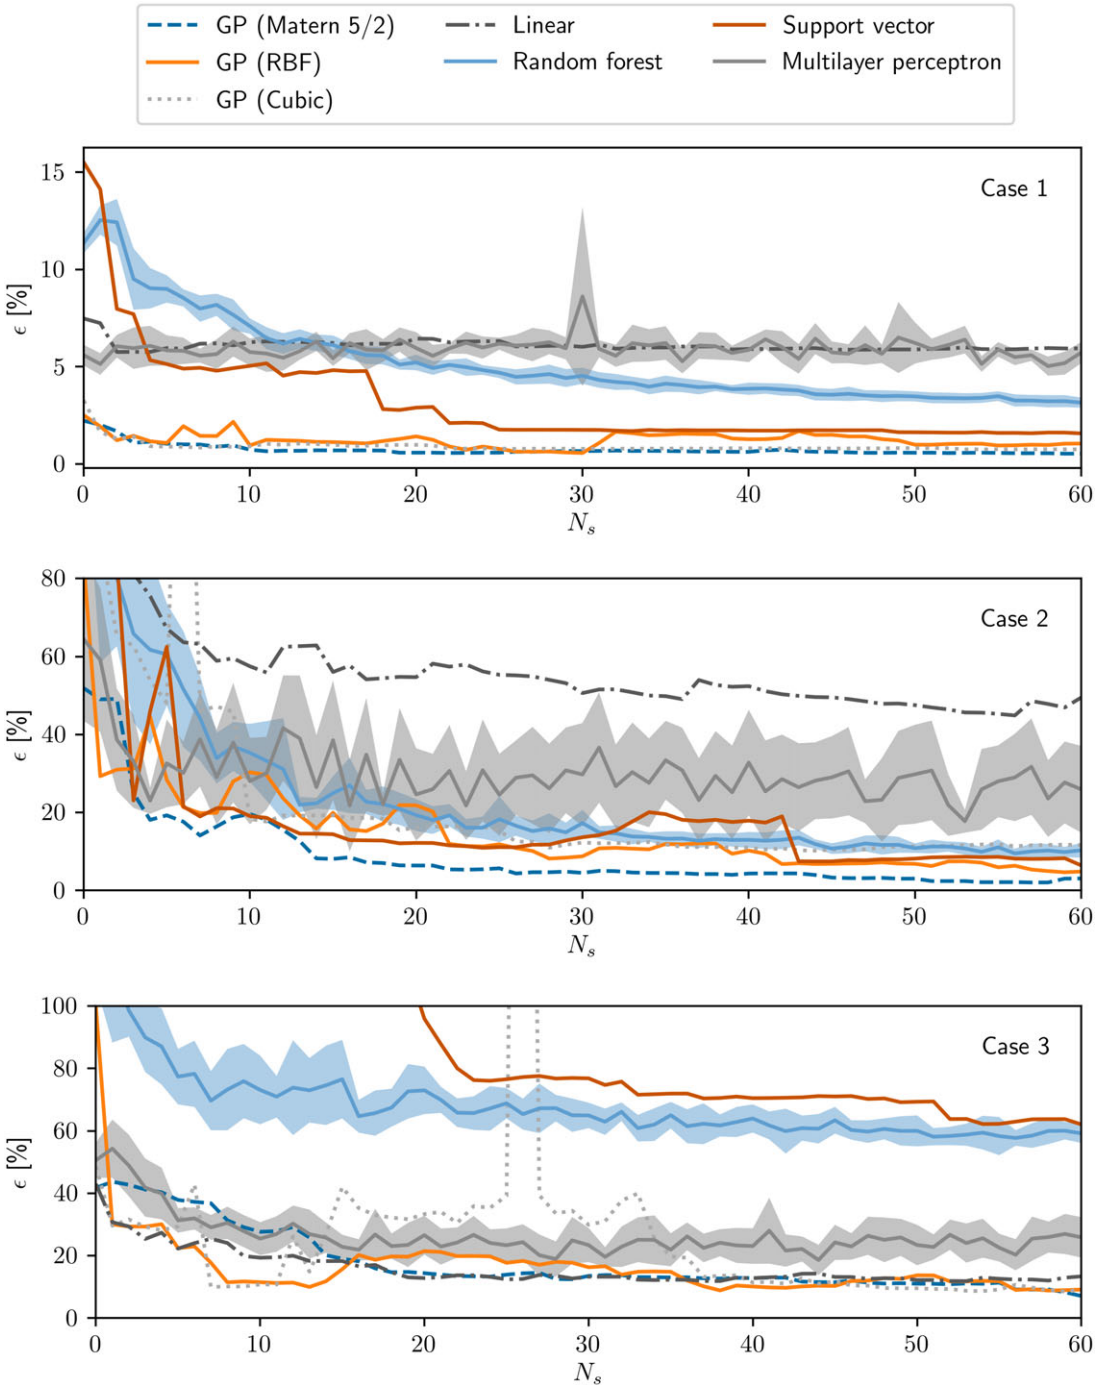 GP (Matern 5/2)
Linear
Support vector
GP (RBF)
Random forest
Multilayer perceptron
GP (Cubic)
15
10
5
0
ϵ [%]
Case 1
0 10 20 30 40 50 60
N_s
80
60
40
20
0
ϵ [%]
Case 2
0 10 20 30 40 50 60
N_s
100
80
60
40
20
0
ϵ [%]
Case 3
0 10 20 30 40 50 60
N_s